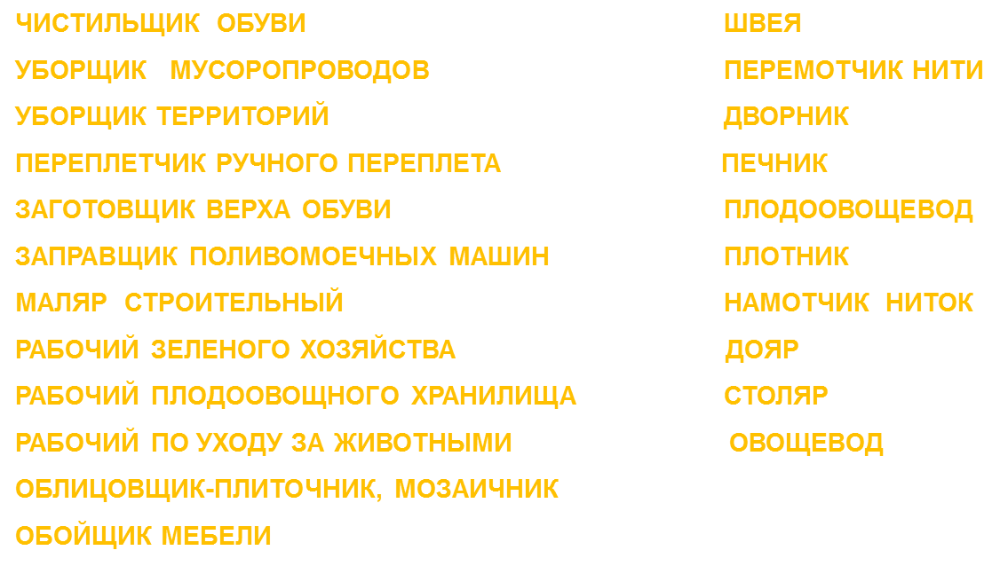 ЧИСТИЛЬЩИК ОБУВИ
УБОРЩИК МУСОРОПРОВОДОВ
УБОРЩИК ТЕРРИТОРИЙ
ПЕРЕПЛЕТЧИК РУЧНОГО ПЕРЕПЛЕТА
ЗАГОТОВЩИК ВЕРХА ОБУВИ
ЗАПРАВЩИК ПОЛИВОМОЕЧНЫХ МАШИН
МАЛЯР СТРОИТЕЛЬНЫЙ
РАБОЧИЙ ЗЕЛЕНОГО ХОЗЯЙСТВА
РАБОЧИЙ ПЛОДООВОЩНОГО ХРАНИЛИЩА
РАБОЧИЙ ПО УХОДУ ЗА ЖИВОТНЫМИ
ОБЛИЦОВЩИК-ПЛИТОЧНИК, МОЗАИЧНИК
ОБОЙЩИК МЕБЕЛИ
ШВЕЯ
ПЕРЕМОТЧИК НИТИ
ДВОРНИК
ПЕЧНИК
ПЛОДООВОЩЕВОД
ПЛОТНИК
НАМОТЧИК НИТОК
ДОЯР
СТОЛЯР
ОВОЩЕВОД